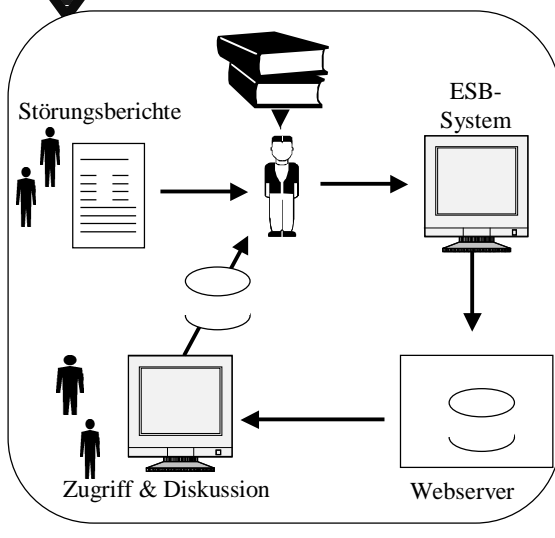 Störungsberichte
ESB-
System
Zugriff & Diskussion
Webserver